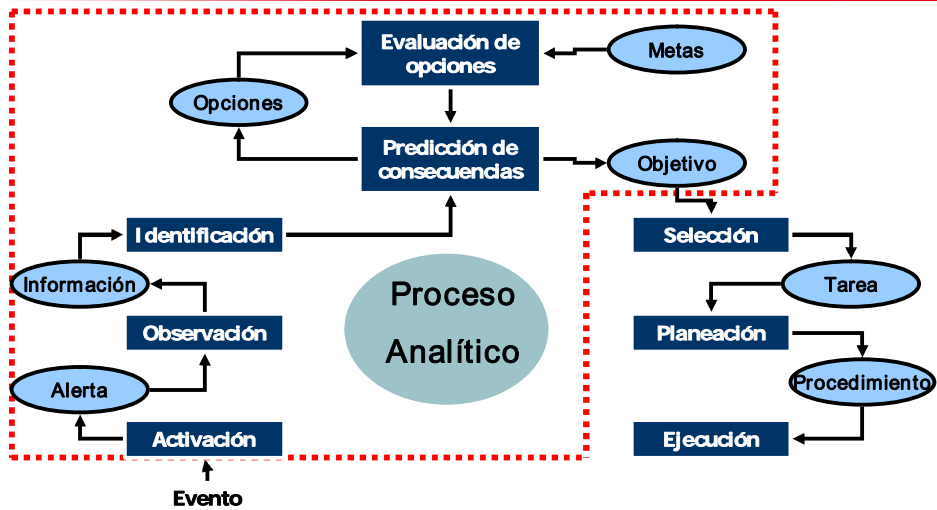 Evaluación de
opciones
Metas
Opciones
Predicción de
consecuencias
Objetivo
Identificación
Selección
Información
Proceso
Analítico
Tarea
Observación
Planeación
Alerta
Procedimiento
Activación
Ejecución
Evento